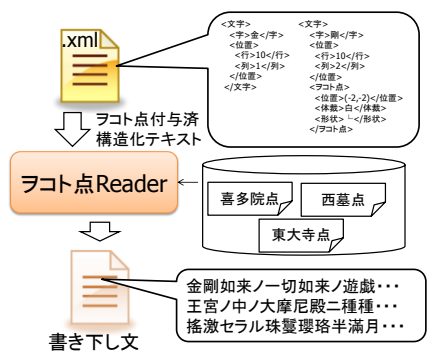 .xml
<文字>
<字>金</字>
<位置>
<行>10</行>
<列>1</列>
</位置>
</文字>
<文字>
<字>剛</字>
<位置>
<行>10</行>
<列>2</列>
</位置>
<ヲコト点>
<位置>(-2,-2)</位置>
<体裁>白</体裁>
<形状>└</形状>
</ヲコト点>
ヲコト点付与済
構造化テキスト
ヲコト点Reader
喜多院点
西墓点
東大寺点
書き下し文
金剛如来ノ一切如来ノ遊戯・・・
王宮ノ中ノ大摩尼殿ニ種種・・・
搖激セラル珠鬘瓔珞半満月・・・